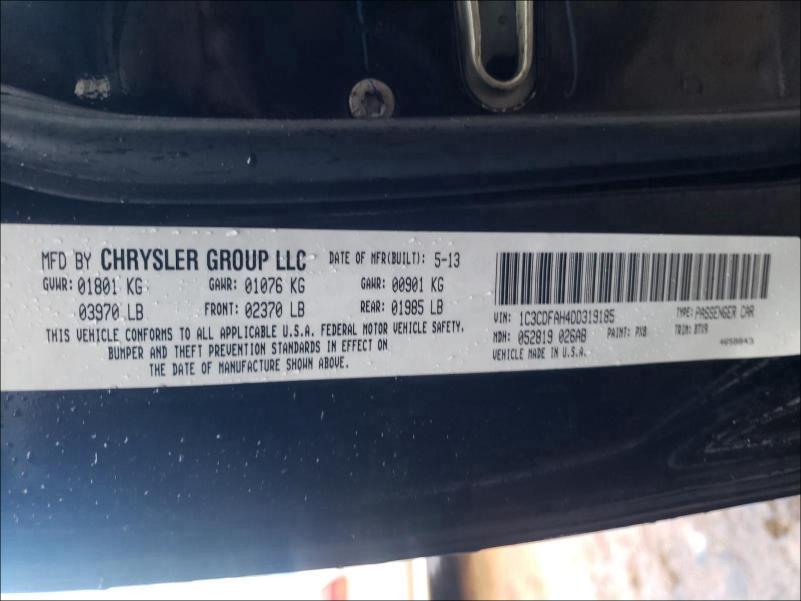 MFD BY CHRYSLER GROUP LLC DATE OF MFR(BUILT): 5-13
GVWR: 01801 KG GAWR: 01076 KG GAWR: 00901 KG
03970 LB FRONT: 02370 LB REAR: 01985 LB
THIS VEHICLE CONFORMS TO ALL APPLICABLE U.S.A. FEDERAL MOTOR VEHICLE SAFETY,
BUMPER AND THEFT PREVENTION STANDARDS IN EFFECT ON
THE DATE OF MANUFACTURE SHOWN ABOVE.
VIN: 1C3CDFAH4DD319185 TYPE: PASSENGER CAR
MDH: 052819 026AB PAINT: PX8 TRIM: BTX9
VEHICLE MADE IN U.S.A.